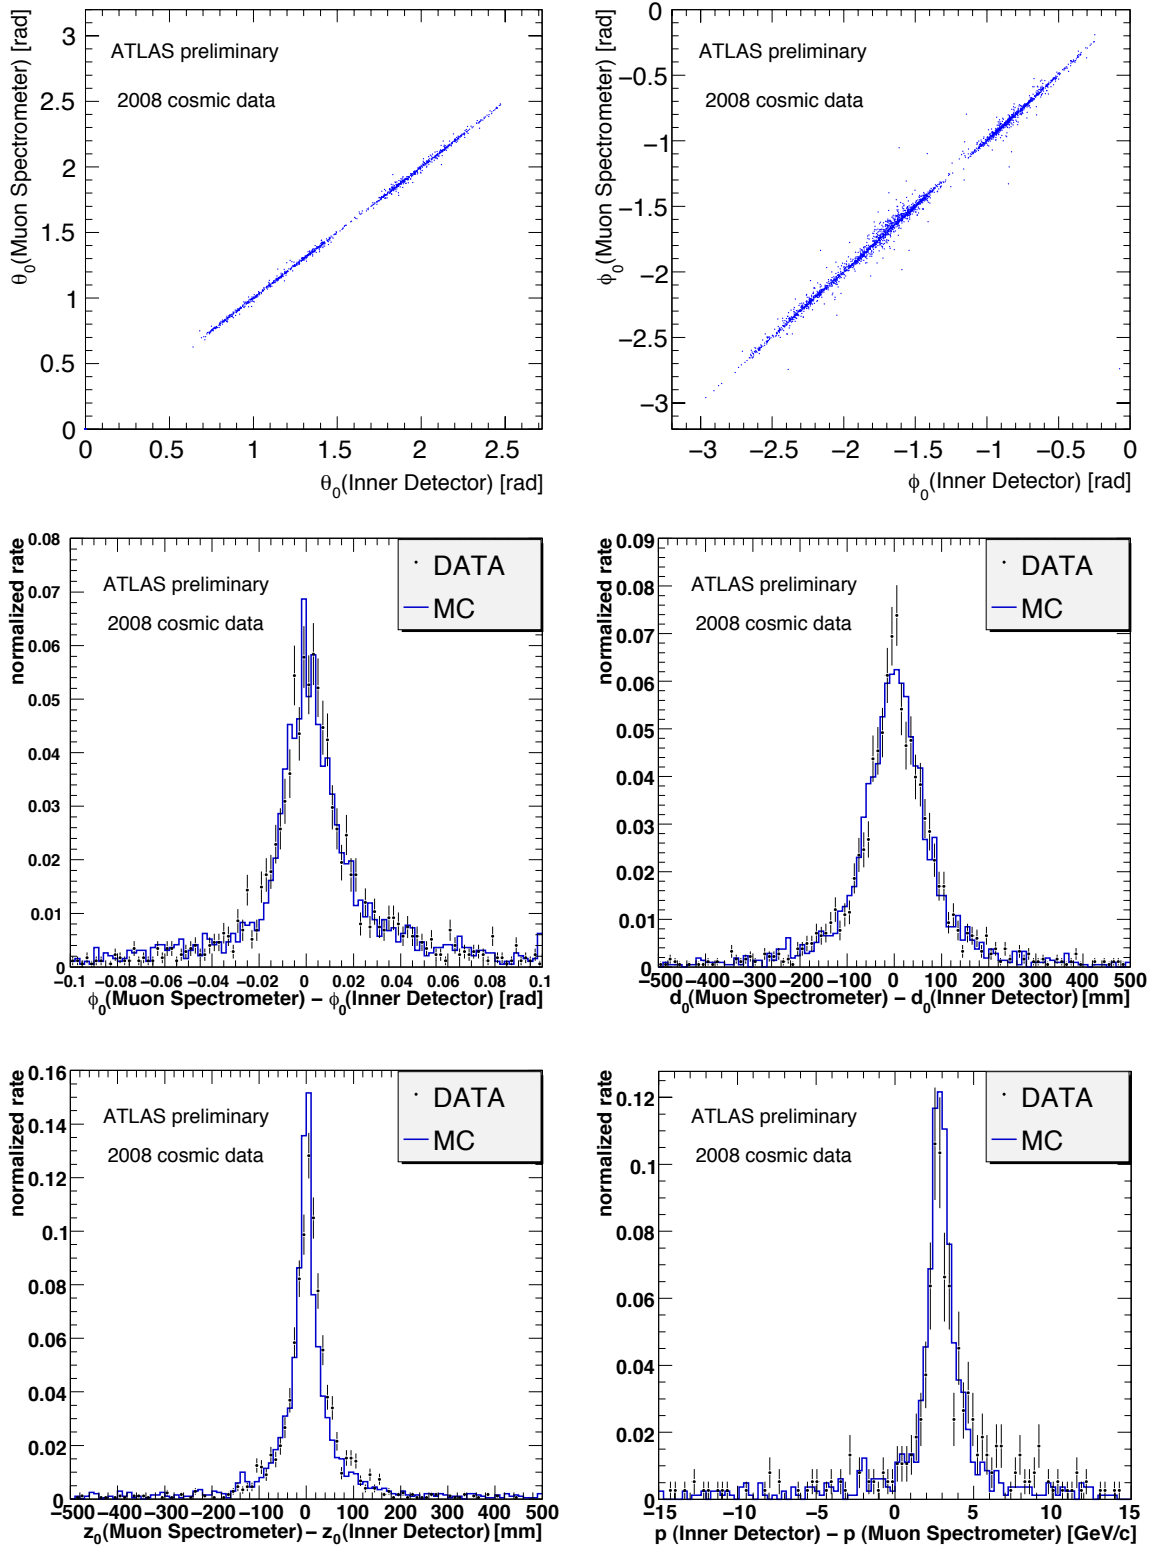 θ0(Muon Spectrometer) [rad]
3
2.5
2
1.5
1
0.5
0
ATLAS preliminary
2008 cosmic data
0 0.5 1 1.5 2 2.5
θ0(Inner Detector) [rad]
ϕ0(Muon Spectrometer) [rad]
0
−0.5
−1
−1.5
−2
−2.5
−3
ATLAS preliminary
2008 cosmic data
−3 −2.5 −2 −1.5 −1 −0.5 0
ϕ0(Inner Detector) [rad]
normalized rate
0.08
0.07
0.06
0.05
0.04
0.03
0.02
0.01
0
ATLAS preliminary
2008 cosmic data
DATA
MC
−0.1 −0.08 −0.06 −0.04 −0.02 0 0.02 0.04 0.06 0.08 0.1
ϕ0(Muon Spectrometer) − ϕ0(Inner Detector) [rad]
normalized rate
0.09
0.08
0.07
0.06
0.05
0.04
0.03
0.02
0.01
0
ATLAS preliminary
2008 cosmic data
DATA
MC
−500 −400 −300 −200 −100 0 100 200 300 400 500
d0(Muon Spectrometer) − d0(Inner Detector) [mm]
normalized rate
0.16
0.14
0.12
0.1
0.08
0.06
0.04
0.02
0
ATLAS preliminary
2008 cosmic data
DATA
MC
−500 −400 −300 −200 −100 0 100 200 300 400 500
z0(Muon Spectrometer) − z0(Inner Detector) [mm]
normalized rate
0.12
0.1
0.08
0.06
0.04
0.02
0
ATLAS preliminary
2008 cosmic data
DATA
MC
−15 −10 −5 0 5 10 15
p (Inner Detector) − p (Muon Spectrometer) [GeV/c]